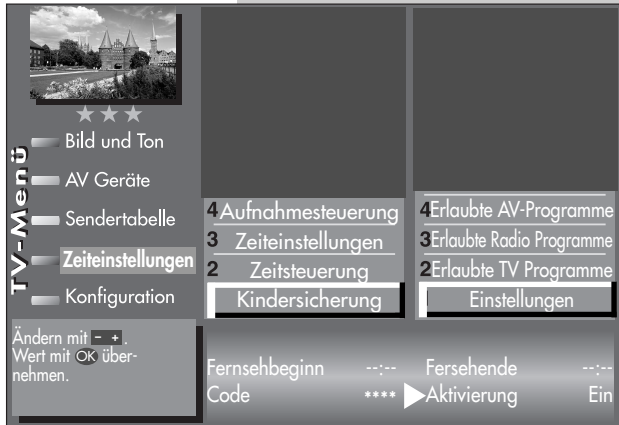 TV-Menü
Bild und Ton
AV Geräte
Sendertabelle
Zeiteinstellungen
Konfiguration
4 Aufnahmesteuerung
3 Zeiteinstellungen
2 Zeitsteuerung
Kindersicherung
4 Erlaubte AV-Programme
3 Erlaubte Radio Programme
2 Erlaubte TV Programme
Einstellungen
Ändern mit - + .
Wert mit OK über-
nehmen.
Fernsehbeginn --:-- Fersehende --:--
Code **** Aktivierung Ein